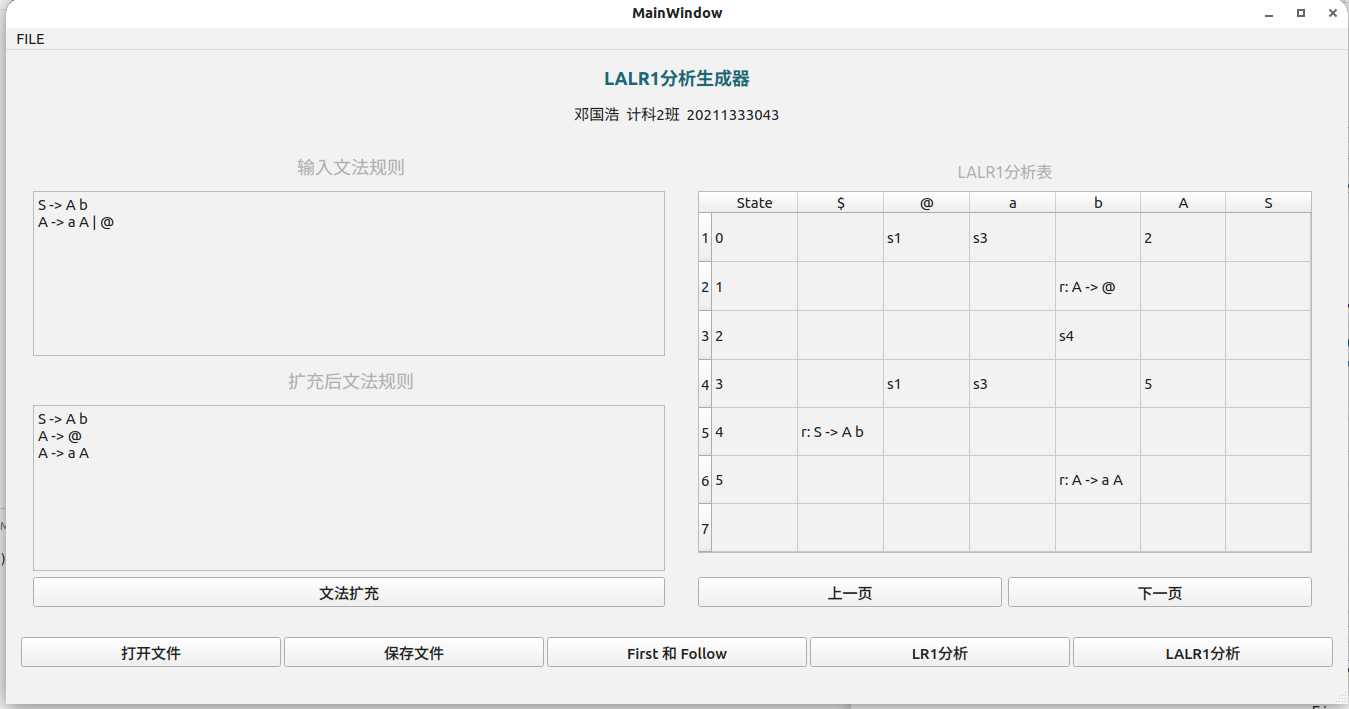 MainWindow
FILE
LALR1分析生成器
邓国浩 计科2班 20211333043
输入文法规则
S -> A b
A -> a A | @
扩充后文法规则
S -> A b
A -> @
A -> a A
文法扩充
LALR1分析表
State $ @ a b A S
1 0 s1 s3 2
2 1 r: A -> @
3 2 s4
4 3 s1 s3 5
5 4 r: S -> A b
6 5 r: A -> a A
7
上一页 下一页
打开文件 保存文件 First 和 Follow LR1分析 LALR1分析